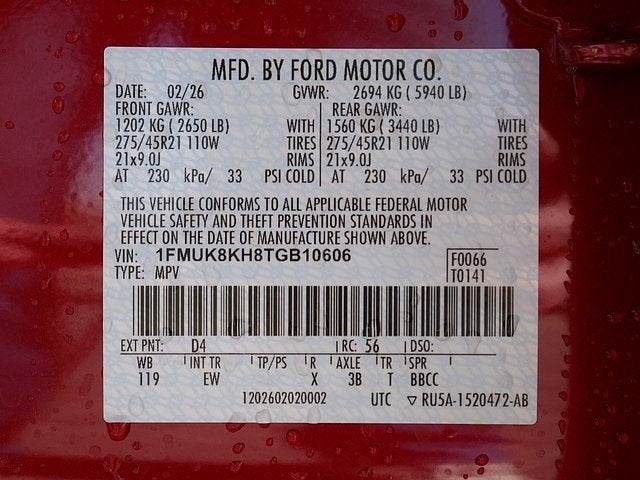 MFD. BY FORD MOTOR CO.
DATE: 02/26 GVWR: 2694 KG ( 5940 LB)
FRONT GAWR: REAR GAWR:
1202 KG ( 2650 LB) WITH 1560 KG ( 3440 LB) WITH
275/45R21 110W TIRES 275/45R21 110W TIRES
21x9.0J RIMS 21x9.0J RIMS
AT 230 kPa/ 33 PSI COLD AT 230 kPa/ 33 PSI COLD
THIS VEHICLE CONFORMS TO ALL APPLICABLE FEDERAL MOTOR
VEHICLE SAFETY AND THEFT PREVENTION STANDARDS IN
EFFECT ON THE DATE OF MANUFACTURE SHOWN ABOVE.
VIN: 1FMUK8KH8TGB10606 F0066
TYPE: MPV T0141
EXT PNT: D4 RC: 56 DSO:
WB INT TR TP/PS R AXLE TR SPR
119 EW X 3B T BBCC
1202602020002 UTC ▽ RU5A-1520472-AB